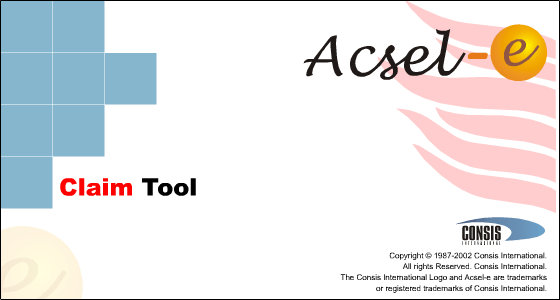 Acsel-e
Claim Tool
CONSIS
INTERNATIONAL
Copyright © 1987-2002 Consis International.
All rights Reserved. Consis International.
The Consis International Logo and Acsel-e are trademarks
or registered trademarks of Consis International.
e